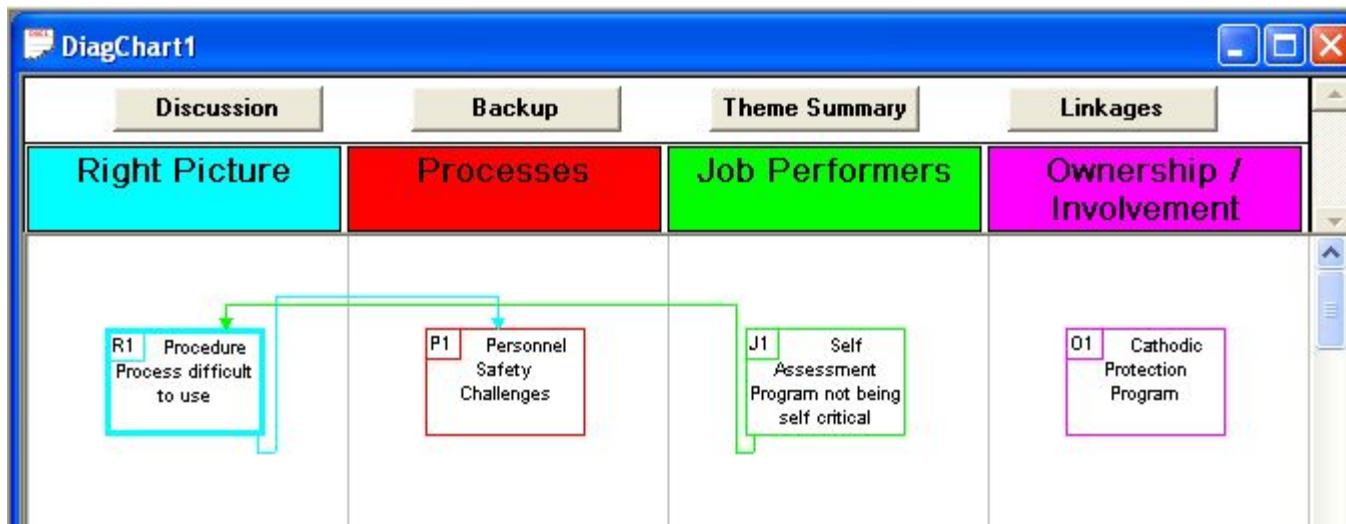 DiagChart1
Discussion
Backup
Theme Summary
Linkages
Right Picture
Processes
Job Performers
Ownership /
Involvement
R1 Procedure
Process difficult
to use
P1 Personnel
Safety
Challenges
J1 Self
Assessment
Program not being
self critical
O1 Cathodic
Protection
Program